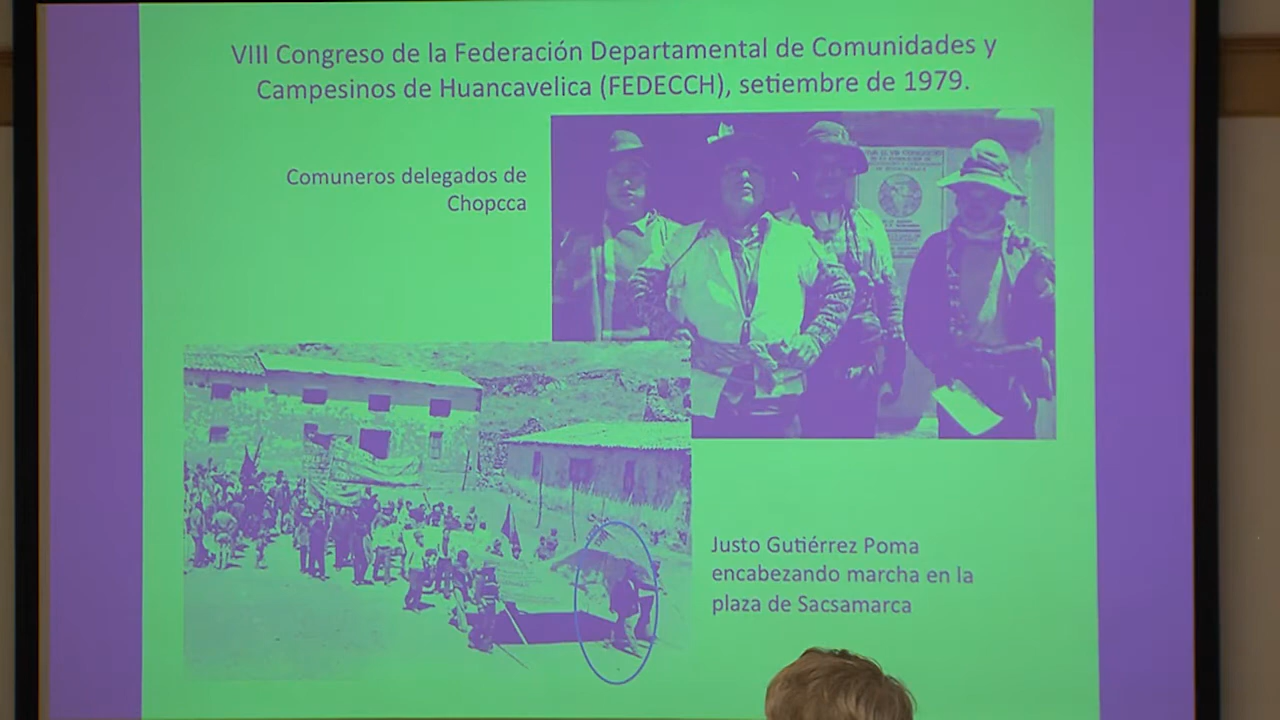 VIII Congreso de la Federación Departamental de Comunidades y
Campesinos de Huancavelica (FEDECCH), setiembre de 1979.
Comuneros delegados de
Chopcca
Justo Gutiérrez Poma
encabezando marcha en la
plaza de Sacsamarca